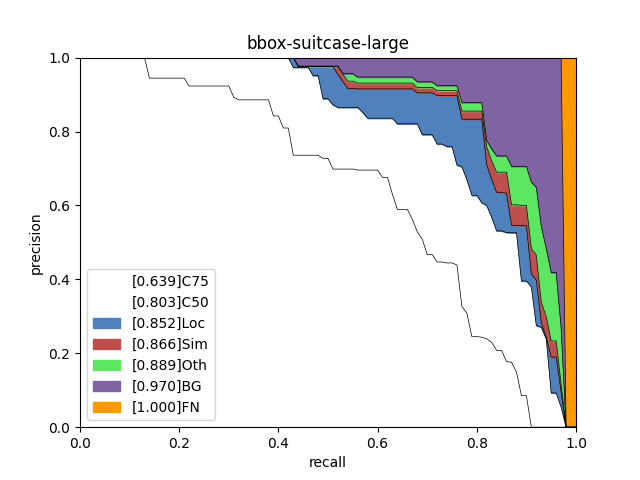 bbox-suitcase-large
1.0
0.8
0.6
0.4
0.2
0.0
precision
[0.639]C75
[0.803]C50
[0.852]Loc
[0.866]Sim
[0.889]Oth
[0.970]BG
[1.000]FN
0.0 0.2 0.4 0.6 0.8 1.0
recall